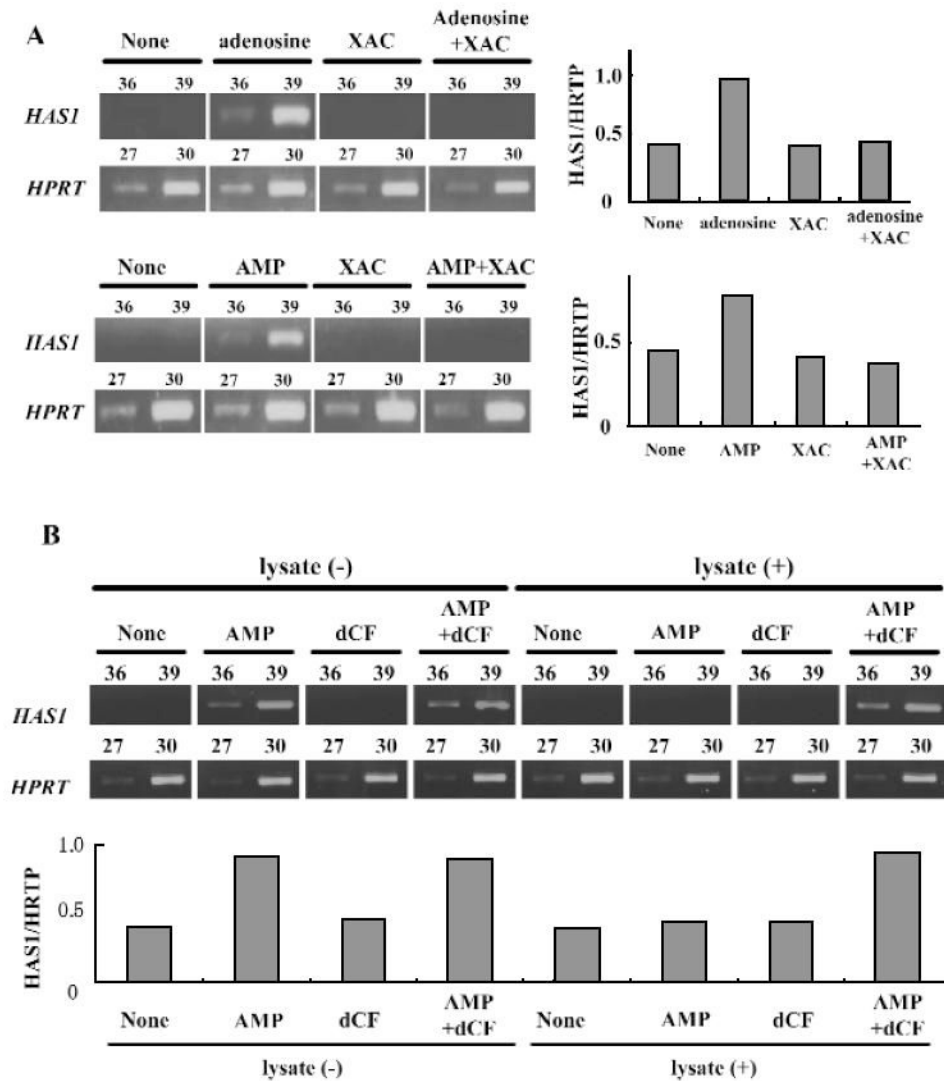 A
None adenosine XAC Adenosine +XAC
36 39 36 39 36 39 36 39
HAS1
27 30 27 30 27 30 27 30
HPRT
HAS1/HRTP
1.0
0.5
0
None adenosine XAC adenosine +XAC
None AMP XAC AMP+XAC
36 39 36 39 36 39 36 39
IIAS1
27 30 27 30 27 30 27 30
HPRT
HAS1/HRTP
0.5
0
None AMP XAC AMP +XAC
B
lysate (-) lysate (+)
None AMP dCF AMP +dCF None AMP dCF AMP +dCF
36 39 36 39 36 39 36 39 36 39 36 39 36 39 36 39
HAS1
27 30 27 30 27 30 27 30 27 30 27 30 27 30 27 30
HPRT
HAS1/HRTP
1.0
0.5
0
None AMP dCF AMP +dCF None AMP dCF AMP +dCF
lysate (-) lysate (+)